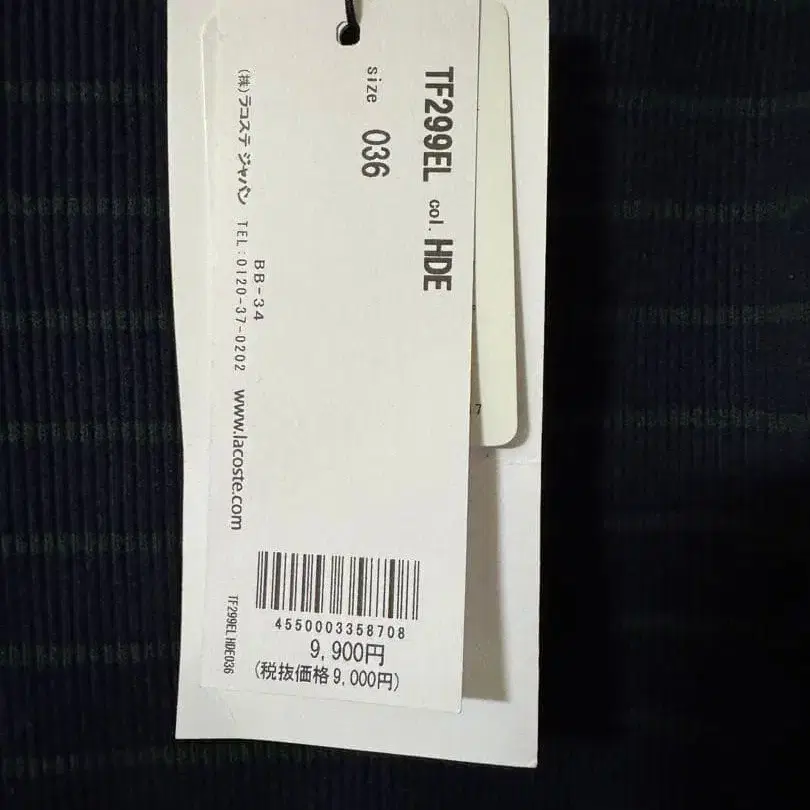 TF299EL col. HDE
size 036
BB-34
(株)ラコステ ジャパン TEL:0120-37-0202 www.lacoste.com
4550003358708
9,900円
(税抜価格9,000円)
TF299EL HDE036
7